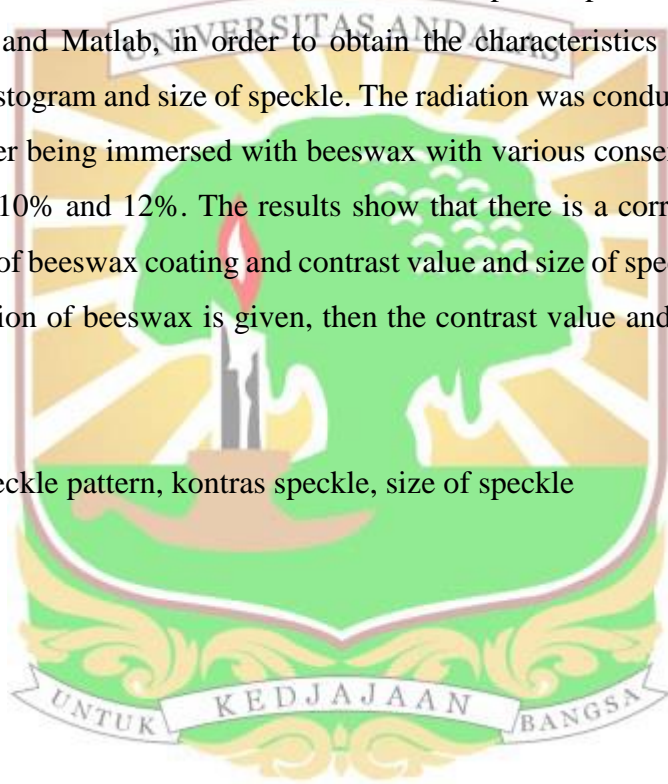 and Matlab, in order to obtain the characteristics
UNIVERSITAS ANDALAS
stogram and size of speckle. The radiation was condu
er being immersed with beeswax with various conse
10% and 12%. The results show that there is a corr
of beeswax coating and contrast value and size of spe
ion of beeswax is given, then the contrast value and
eckle pattern, kontras speckle, size of speckle
UNTUK KEDJAJAAN BANGSA